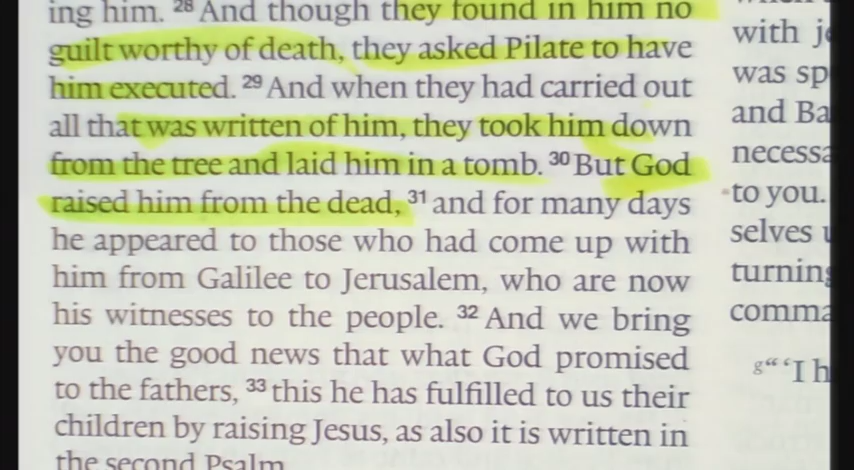 ing him. 28 And though they found in him no
guilt worthy of death, they asked Pilate to have
him executed. 29 And when they had carried out
all that was written of him, they took him down
from the tree and laid him in a tomb. 30 But God
raised him from the dead, 31 and for many days
he appeared to those who had come up with
him from Galilee to Jerusalem, who are now
his witnesses to the people. 32 And we bring
you the good news that what God promised
to the fathers, 33 this he has fulfilled to us their
children by raising Jesus, as also it is written in
the second Psalm
with
was sp
and Ba
necessa
to you.
selves
turning
comma
g "'I h